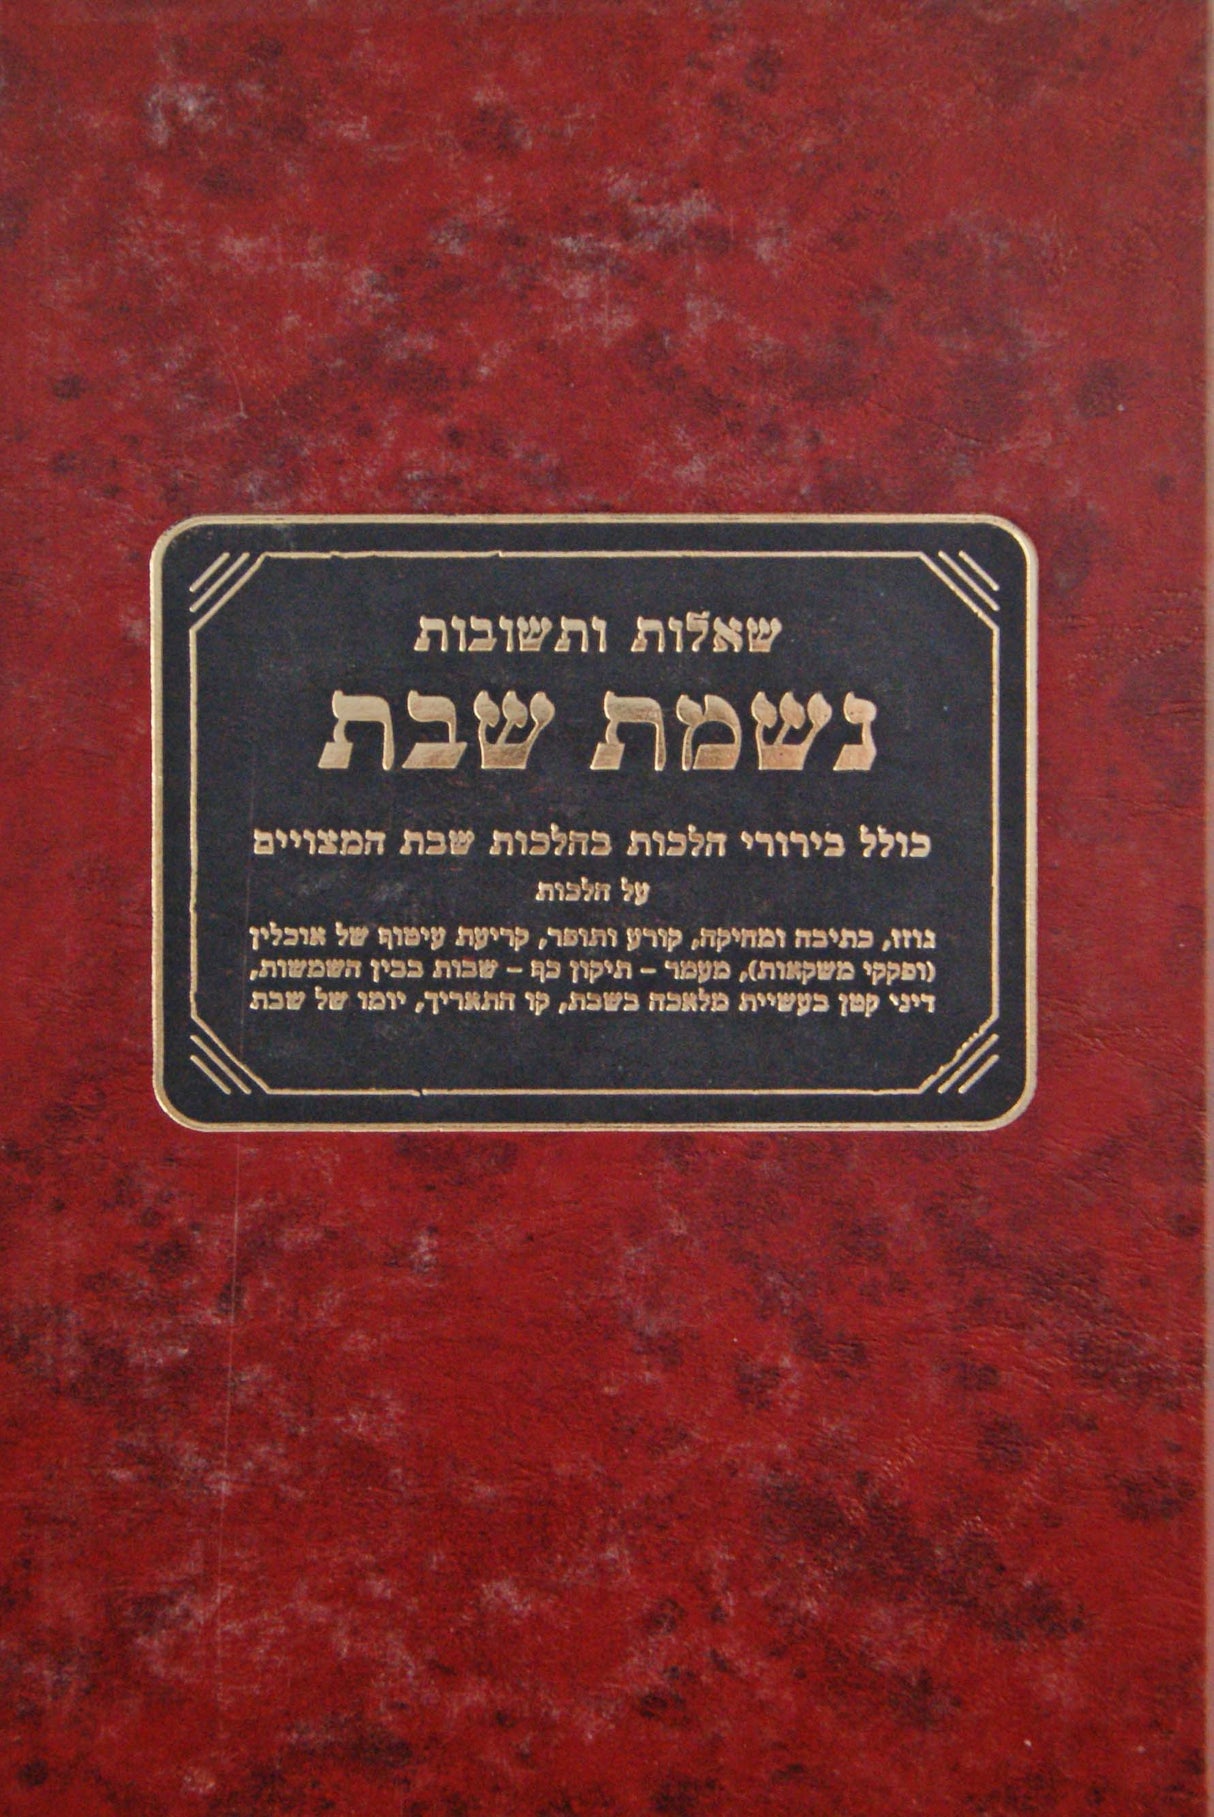 שאלות ותשובות
נשמת שבת
כולל בירורי הלכות בהלכות שבת המצויים
על הלכות
גוזז, כתיבה ומחיקה, קורע ותופר, קריעת עיטוף של אוכלין
(ופקקי משקאות), מעמר – תיקון כף – שבות בבין השמשות,
דיני קטן בעשיית מלאכה בשבת, קו התאריך, יומו של שבת